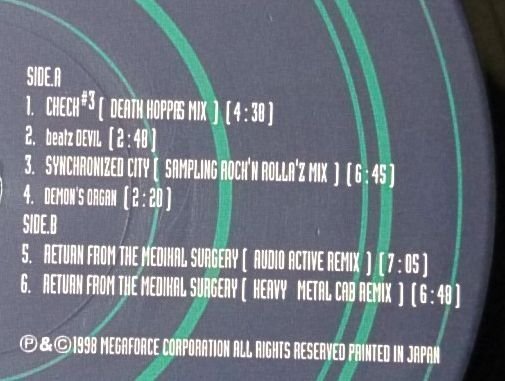 SIDE.A
1. CHECK#3 [ DEATH HOPPAS MIX ] [4:38]
2. beatz DEVIL [2:48]
3. SYNCHRONIZED CITY [ SAMPLING ROCK'N ROLLA'Z MIX ] [6:45]
4. DEMON'S ORGAN [2:20]
SIDE.B
5. RETURN FROM THE MEDIKAL SURGERY [ AUDIO ACTIVE REMIX ] [7:05]
6. RETURN FROM THE MEDIKAL SURGERY [ HEAVY METAL CAB REMIX ] [6:48]
Ⓟ&©1998 MEGAFORCE CORPORATION ALL RIGHTS RESERVED PRINTED IN JAPAN